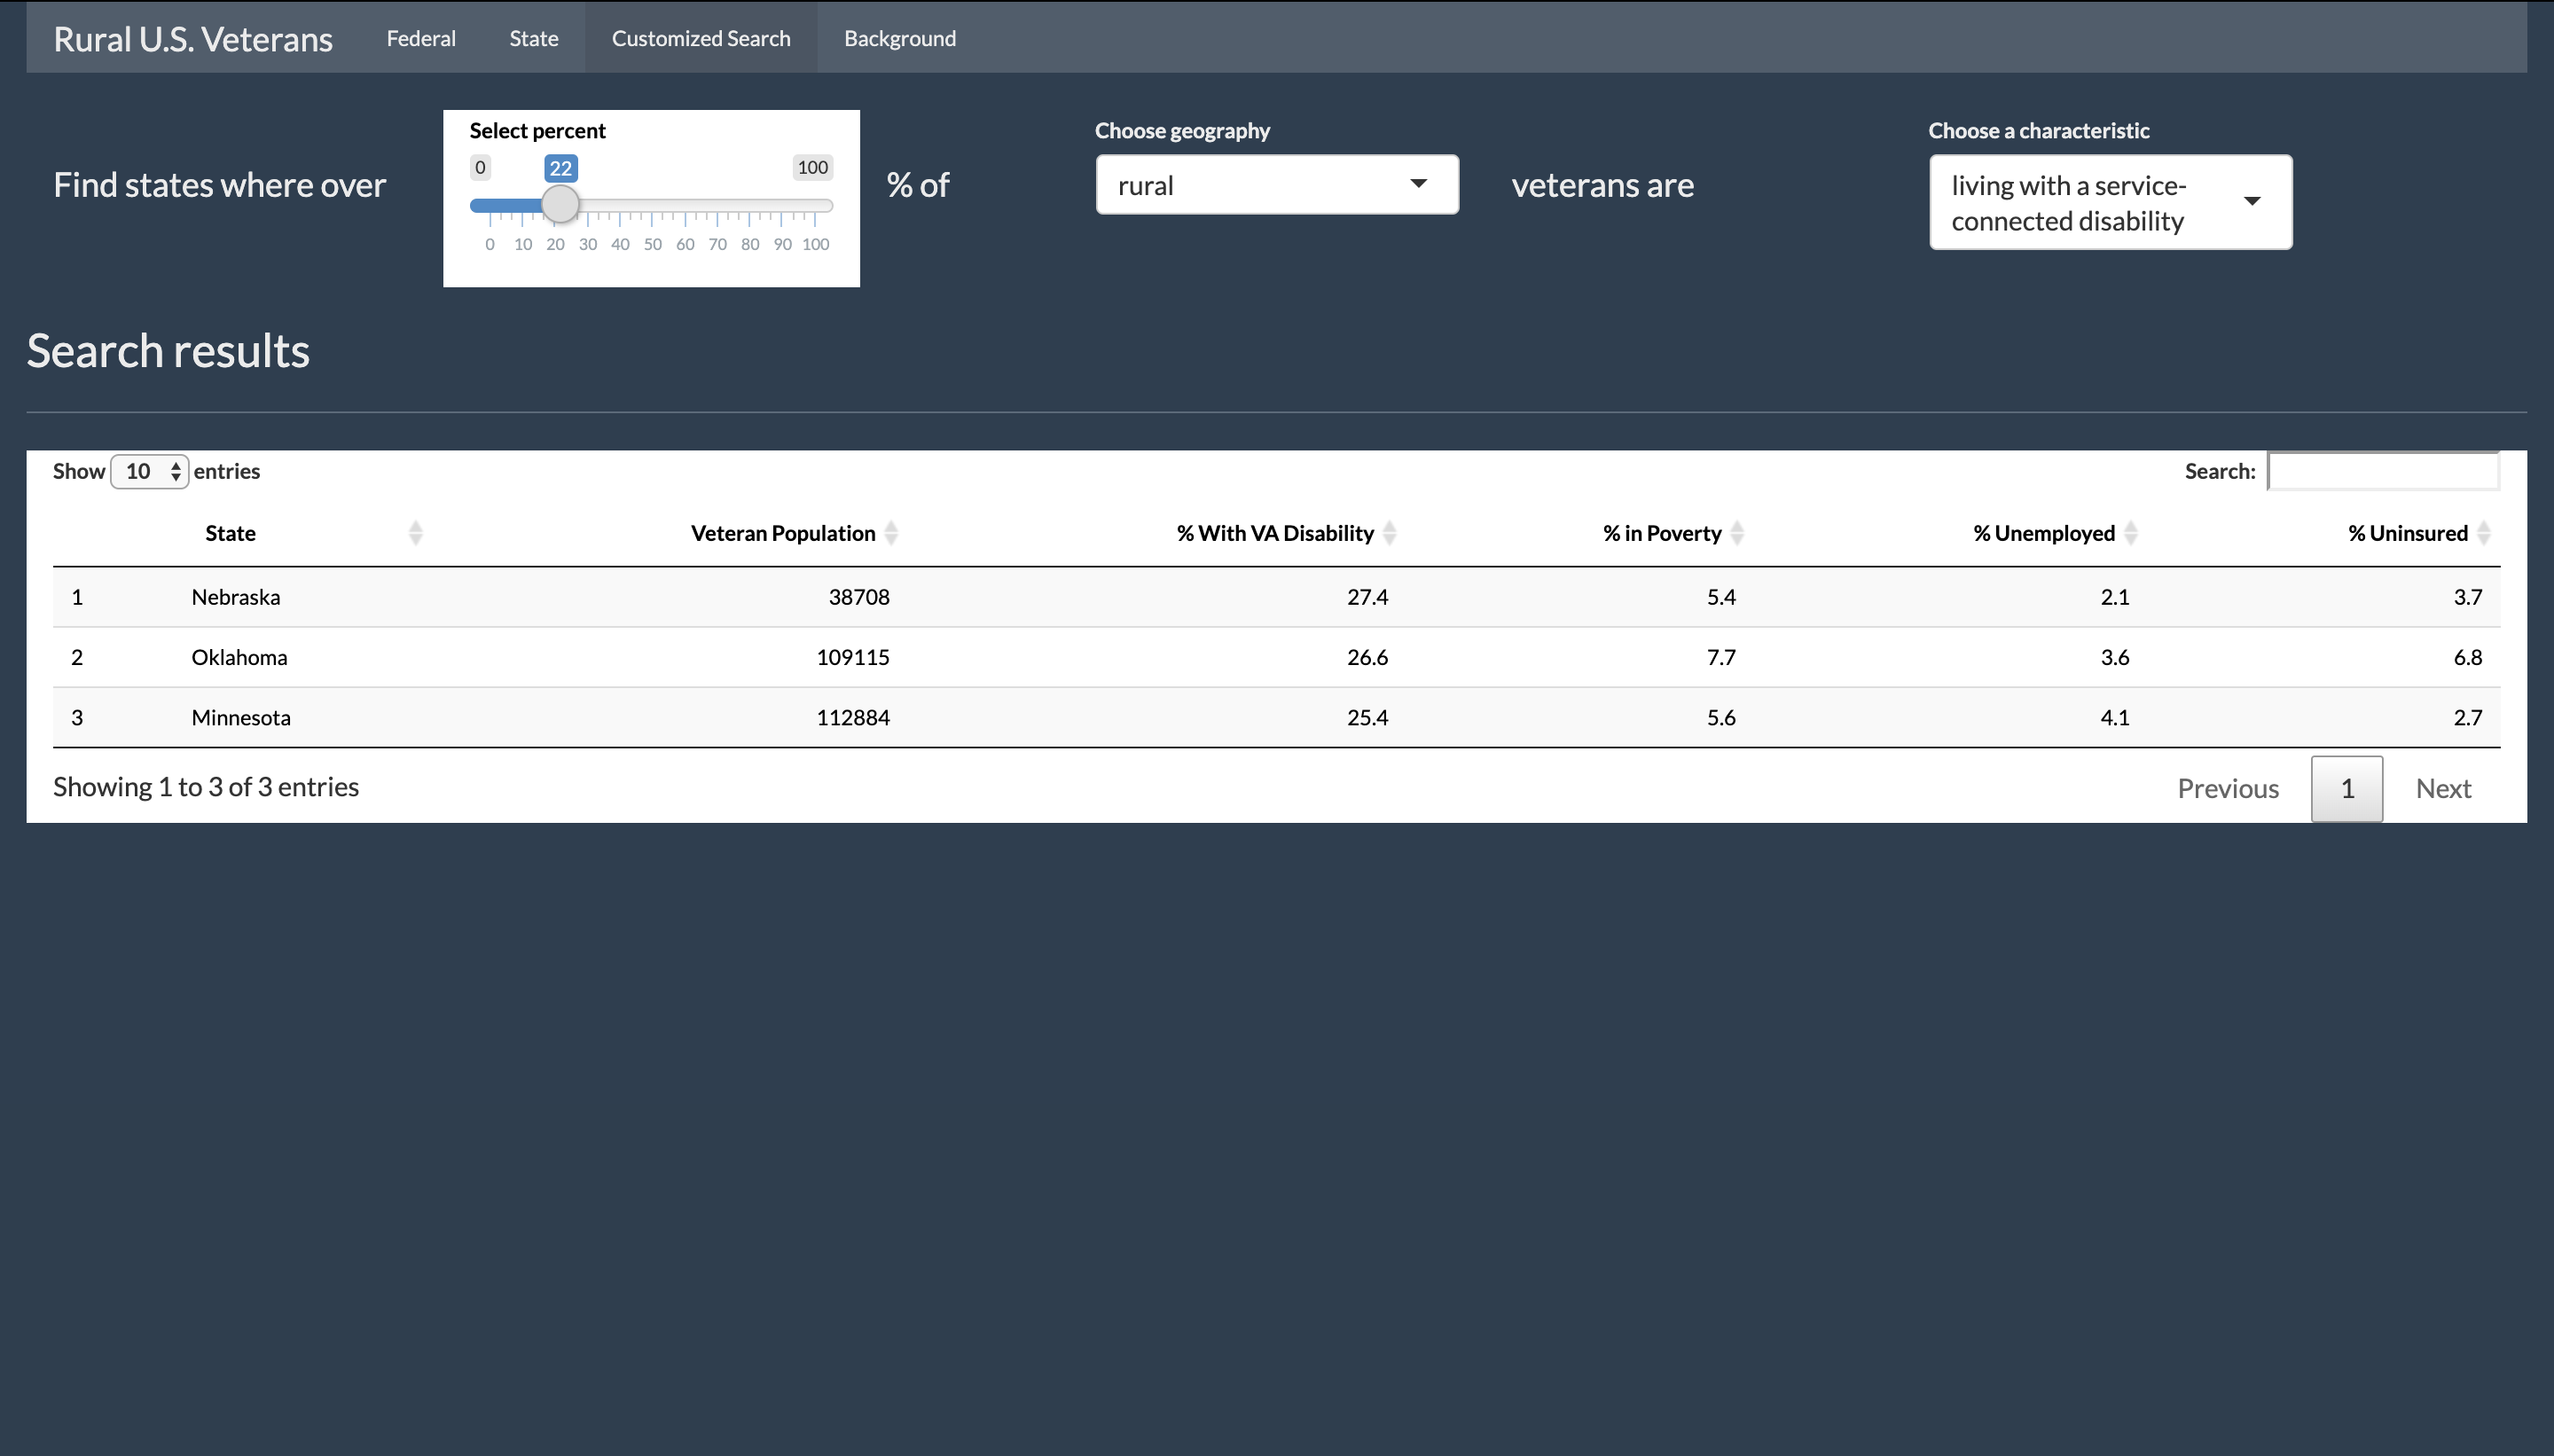 Rural U.S. Veterans Federal State Customized Search Background
Select percent
0 22 100
0 10 20 30 40 50 60 70 80 90 100
Find states where over
% of
Choose geography
rural
veterans are
Choose a characteristic
living with a service-
connected disability
Search results
Show 10 entries
Search:
State Veteran Population % With VA Disability % in Poverty % Unemployed % Uninsured
1 Nebraska 38708 27.4 5.4 2.1 3.7
2 Oklahoma 109115 26.6 7.7 3.6 6.8
3 Minnesota 112884 25.4 5.6 4.1 2.7
Showing 1 to 3 of 3 entries
Previous 1 Next